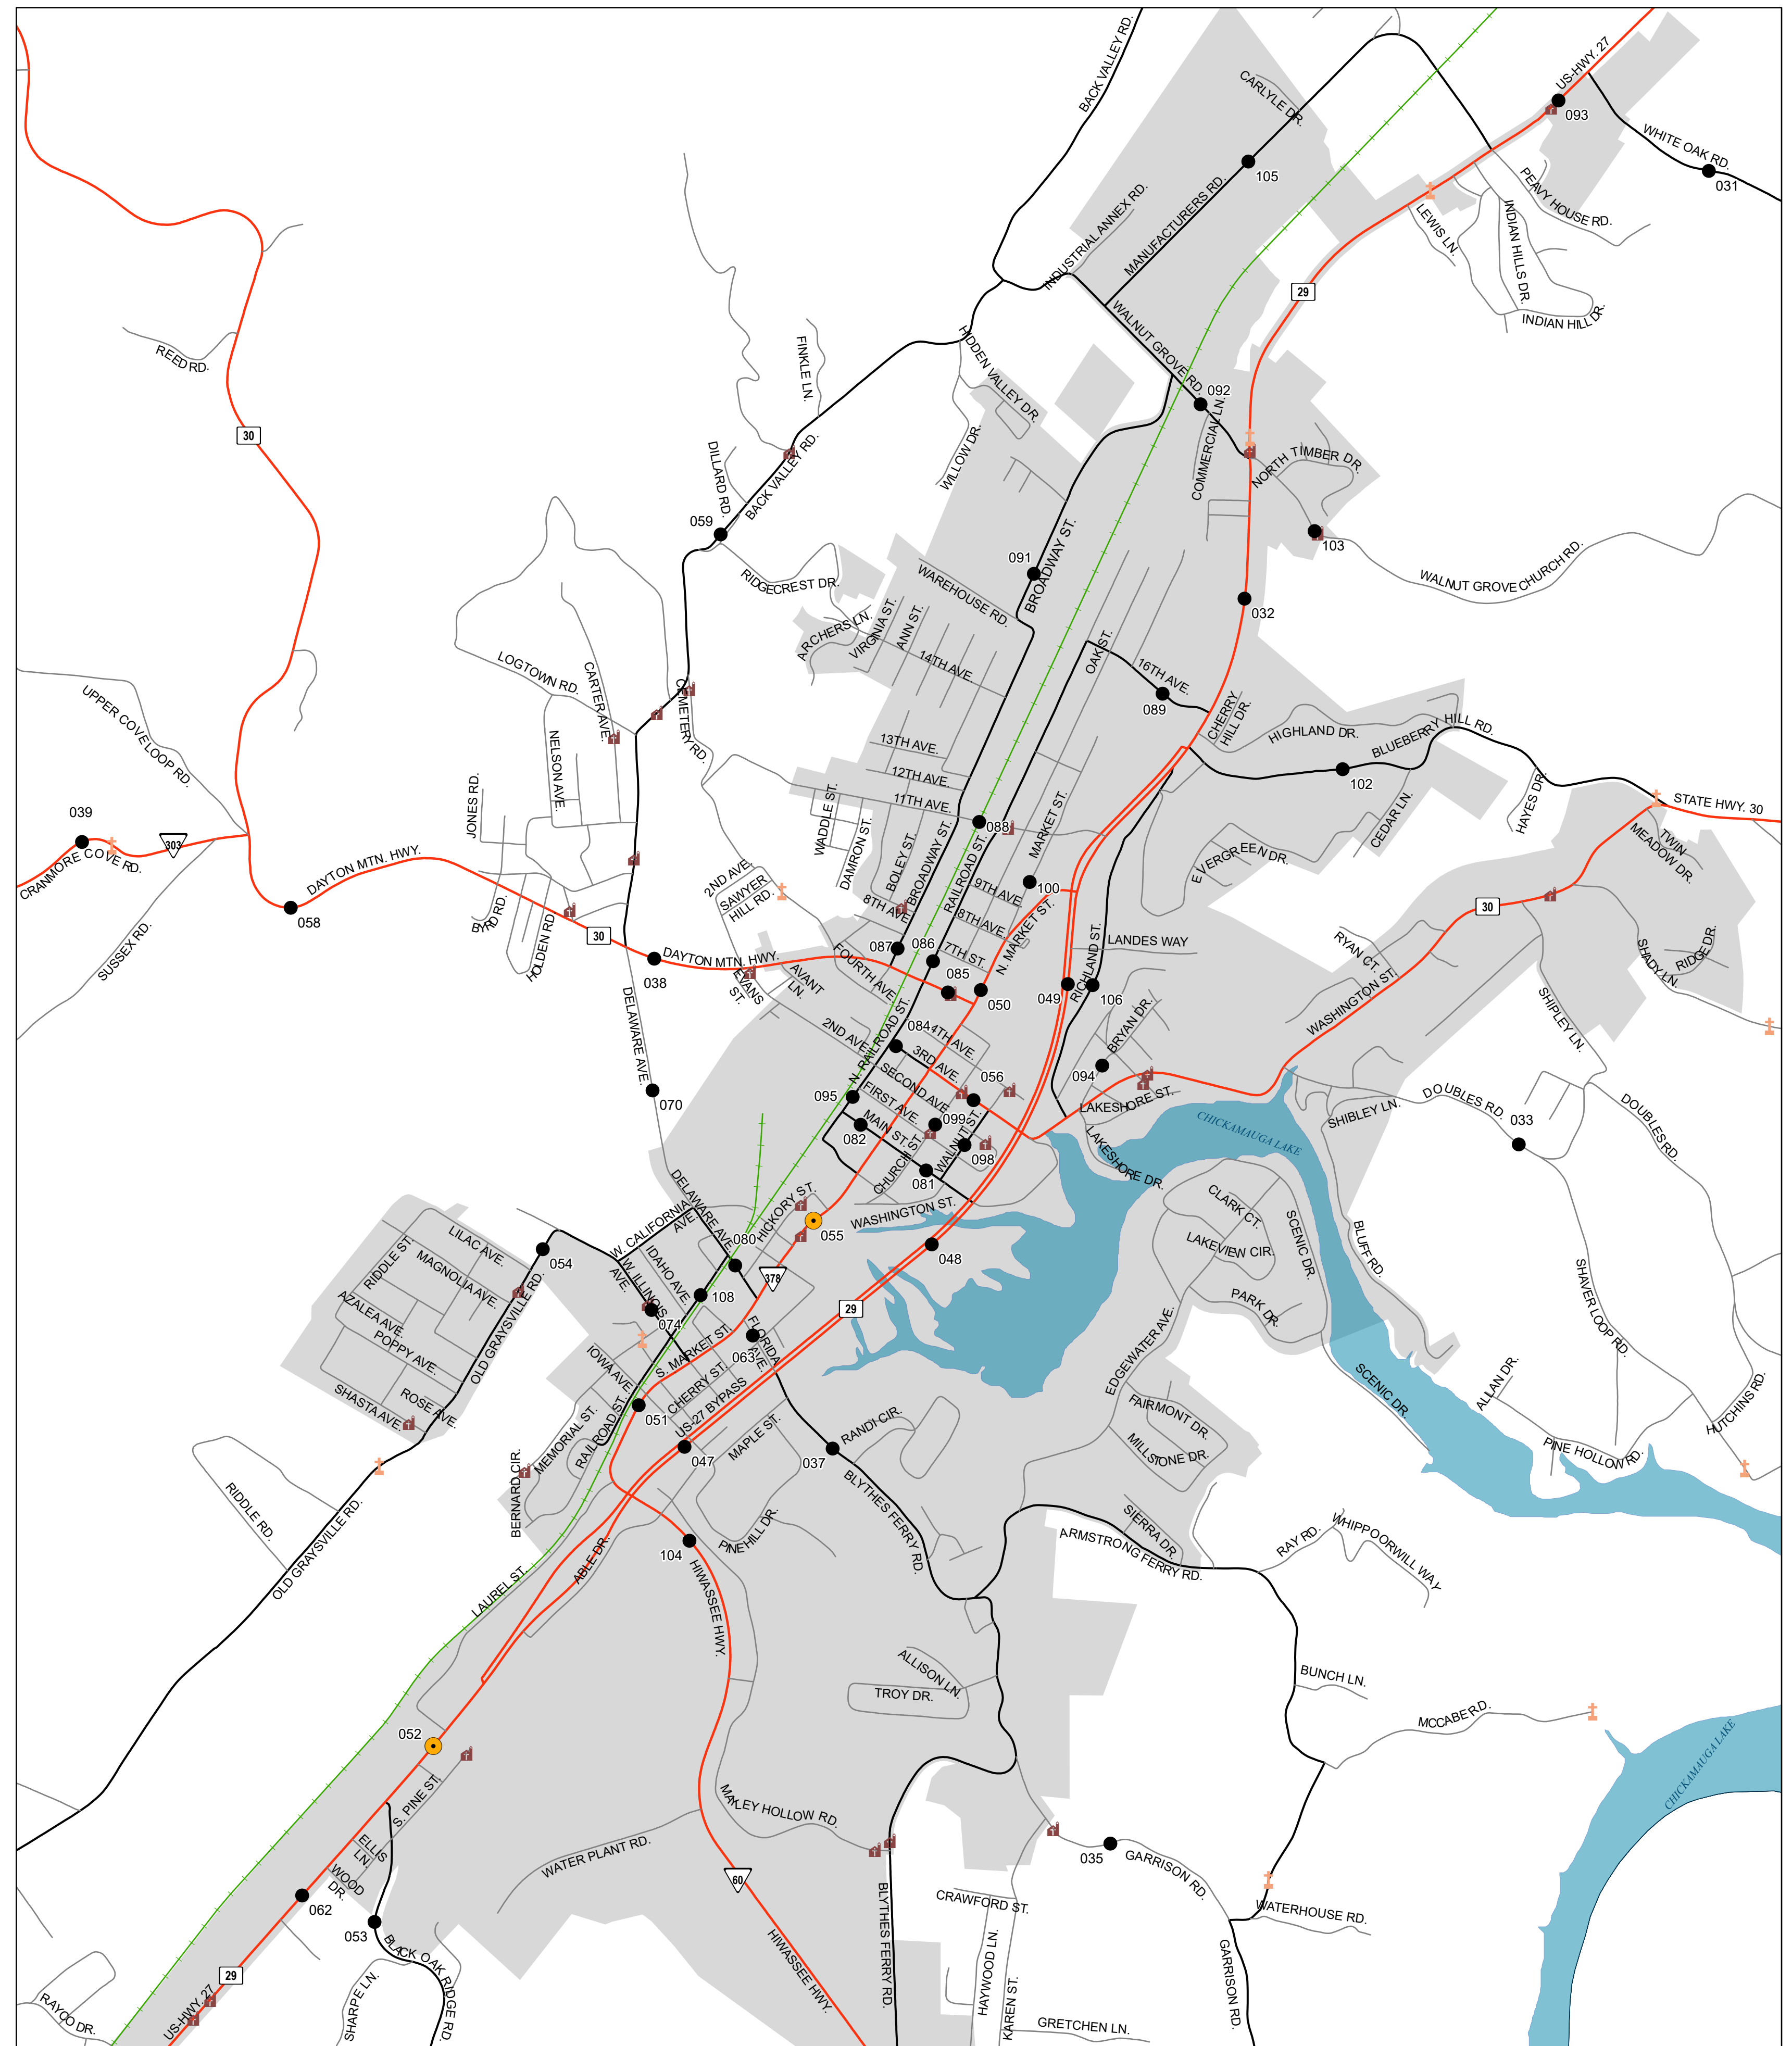 BACK VALLEY RD.
CARLYLE DR.
US-HWY. 27
093
WHITE OAK RD.
031
105
PEAVY HOUSE RD.
INDUSTRIAL ANNEX RD.
MANUFACTURERS RD.
LEWIS LN.
INDIAN HILLS DR.
29
INDIAN HILL DR.
WALNUT GROVE RD.
REED RD.
FINKLE LN.
HIDDEN VALLEY DR.
092
30
DILLARD RD.
BACK VALLEY RD.
WILLOW DR.
COMMERCIAL LN.
NORTH TIMBER DR.
059
103
091
BROADWAY ST.
RIDGECREST DR.
WAREHOUSE RD.
WALNUT GROVE CHURCH RD.
032
ARCHERS LN.
VIRGINIA ST.
ANN ST.
14TH AVE.
OAK ST.
16TH AVE.
089
LOGTOWN RD.
CARTER AVE.
CEMETERY RD.
UPPER COVE LOOP RD.
NELSON AVE.
13TH AVE.
12TH AVE.
11TH AVE.
CHERRY
HILL DR.
HIGHLAND DR.
BLUEBERRY HILL RD.
102
HAYES DR.
STATE HWY. 30
039
303
CRANMORE COVE RD.
JONES RD.
WADDLE ST.
DAMRON ST.
BOLEY ST.
BROADWAY ST.
088
RAILROAD ST.
MARKET ST.
CEDAR LN.
TWIN
MEADOW DR.
EVERGREEN DR.
DAYTON MTN. HWY.
058
2ND AVE.
SAWYER
HILL RD.
8TH AVE.
9TH AVE.
100
8TH AVE.
N. MARKET ST.
30
SUSSEX RD.
BYRD RD.
HOLDEN RD.
30
038
DAYTON MTN. HWY.
087
086
7TH ST.
085
050
LANDES WAY
RICHLAND ST.
049
106
RYAN CT.
WASHINGTON ST.
SHADY LN.
RIDGE DR.
EVANS
ST.
AVANT
LN.
FOURTH AVE.
DELAWARE AVE.
2ND AVE.
N. RAILROAD ST.
084
4TH AVE.
3RD AVE.
BRYAN DR.
SHIPLEY LN.
070
095
SECOND AVE.
056
094
LAKESHORE ST.
FIRST AVE.
082
MAIN ST.
099
WALNUT ST.
098
CHURCH ST.
081
CHICKAMAUGA LAKE
SHIBLEY LN.
DOUBLES RD.
033
DOUBLES RD.
LAKESHORE DR.
DELAWARE AVE.
W. CALIFORNIA
AVE.
HICKORY ST.
055
WASHINGTON ST.
CLARK CT.
SCENIC DR.
LILAC AVE.
RIDDLE ST.
MAGNOLIA AVE.
054
080
048
LAKEVIEW CIR.
BLUFF RD.
AZALEA AVE.
POPPY AVE.
W. ILLINOIS
AVE.
IDAHO AVE.
108
378
074
29
PARK DR.
SHAVER LOOP RD.
OLD GRAYSVILLE RD.
SHASTA AVE.
ROSE AVE.
063
FLORIDA
AVE.
S. MARKET ST.
IOWA AVE.
CHERRY ST.
EDGEWATER AVE.
SCENIC DR.
ALLAN DR.
HUTCHINS RD.
051
US-27 BYPASS
MEMORIAL ST.
RAILROAD ST.
047
MAPLE ST.
037
RANDI CIR.
FAIRMONT DR.
MILLSTONE DR.
PINE HOLLOW RD.
RIDDLE RD.
BERNARD CIR.
BLYTHES FERRY RD.
PINEHILL DR.
104
ABLE DR.
SIERRA DR.
ARMSTRONG FERRY RD.
RAY RD.
WHIPPOORWILL WAY
OLD GRAYSVILLE RD.
LAUREL ST.
HIWASSEE HWY.
ALLISON LN.
TROY DR.
BUNCH LN.
MCCABE RD.
052
CHICKAMAUGA LAKE
S. PINE ST.
MAKLEY HOLLOW RD.
035
GARRISON RD.
ELLIS
LN.
WOOD
DR.
WATER PLANT RD.
60
062
053
BLACK OAK RIDGE RD.
CRAWFORD ST.
WATERHOUSE RD.
HIWASSEE HWY.
BLYTHES FERRY RD.
HAYWOOD LN.
KAREN ST.
GARRISON RD.
29
US-HWY. 27
RAYCO DR.
SHARPE LN.
GRETCHEN LN.